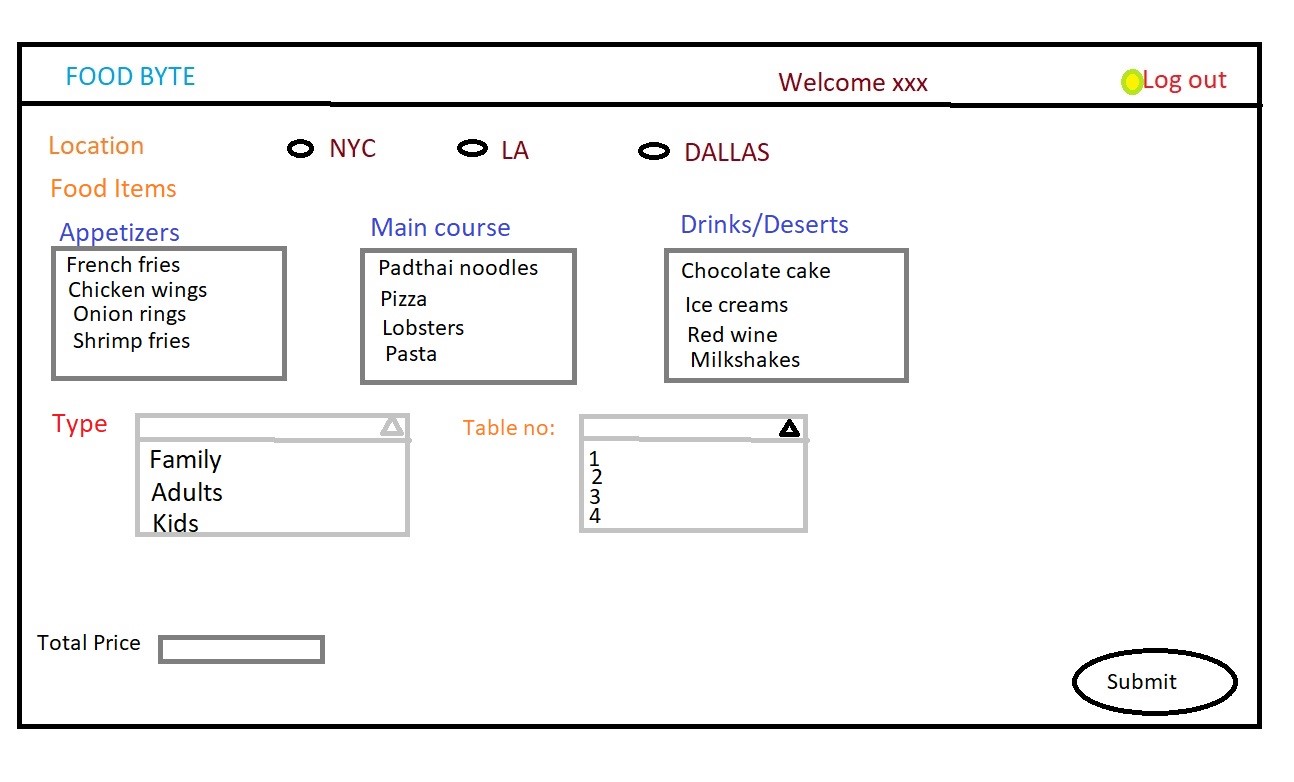 FOOD BYTE
Welcome xxx
Log out
Location
NYC
LA
DALLAS
Food Items
Appetizers
French fries
Chicken wings
Onion rings
Shrimp fries
Main course
Padthai noodles
Pizza
Lobsters
Pasta
Drinks/Deserts
Chocolate cake
Ice creams
Red wine
Milkshakes
Type
Family
Adults
Kids
Table no:
1
2
3
4
Total Price
Submit